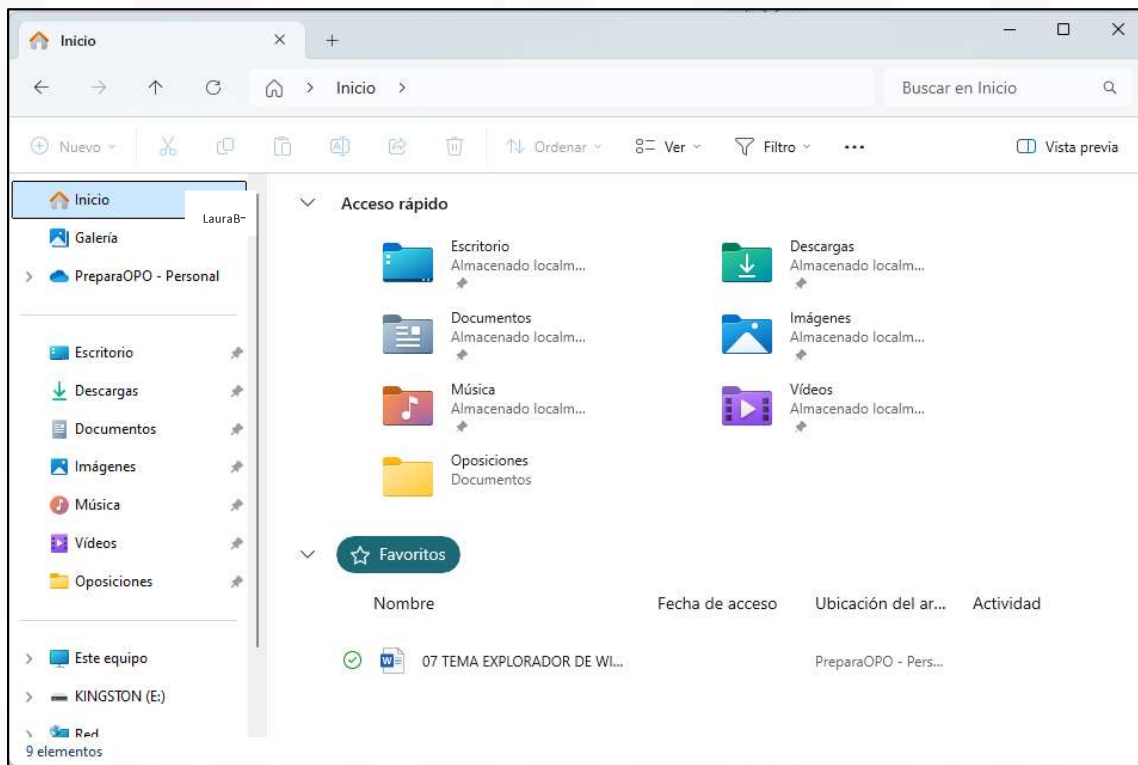 Inicio
Inicio
Buscar en Inicio
Nuevo
Ordenar
Ver
Filtro
Vista previa
Inicio
LauraB-
Galería
PreparaOPO - Personal
Escritorio
Descargas
Documentos
Imágenes
Música
Vídeos
Oposiciones
Este equipo
KINGSTON (E:)
Red
9 elementos
Acceso rápido
Escritorio
Almacenado localm...
Descargas
Almacenado localm...
Documentos
Almacenado localm...
Imágenes
Almacenado localm...
Música
Almacenado localm...
Vídeos
Almacenado localm...
Oposiciones
Documentos
Favoritos
Nombre Fecha de acceso Ubicación del ar... Actividad
07 TEMA EXPLORADOR DE WI... PreparaOPO - Pers...